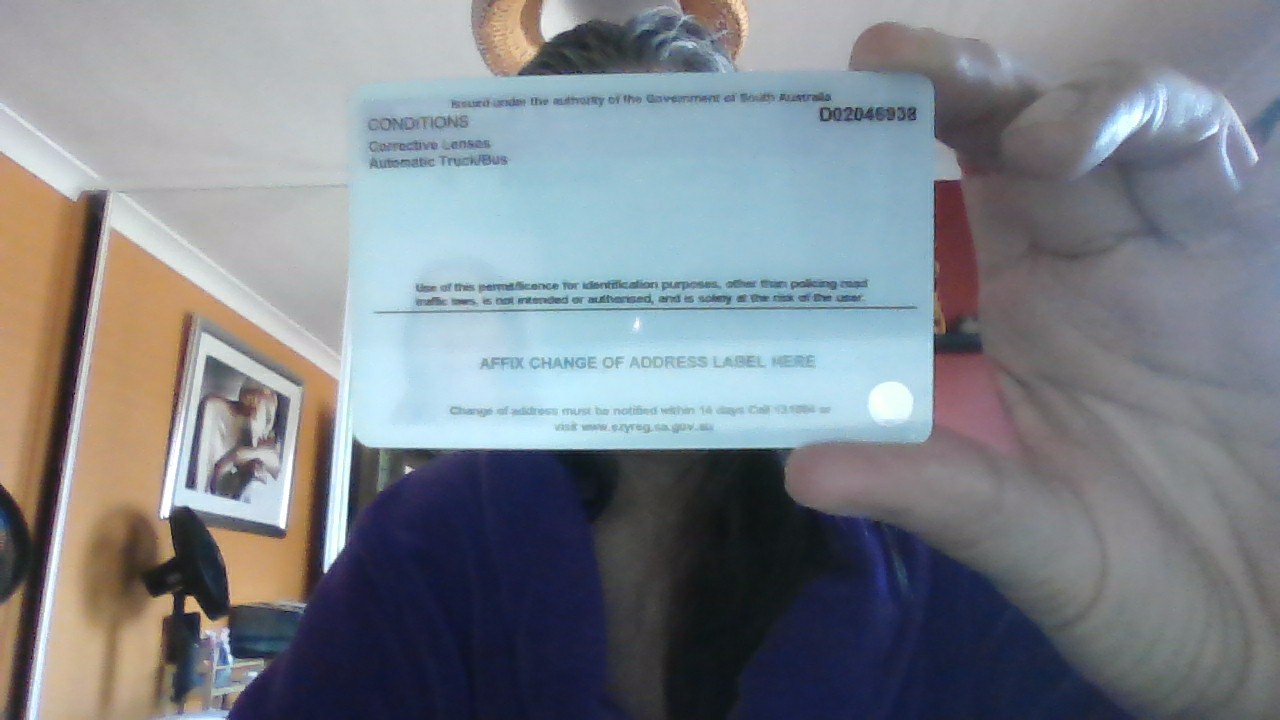 Issued under the authority of the Government of South Australia
CONDITIONS
D02046938
Corrective Lenses
Automatic Truck/Bus
Use of this permit/licence for identification purposes, other than policing road
traffic laws, is not intended or authorised, and is solely at the risk of the user.
AFFIX CHANGE OF ADDRESS LABEL HERE
Change of address must be notified within 14 days Call 131084 or
visit www.ezyreg.sa.gov.au